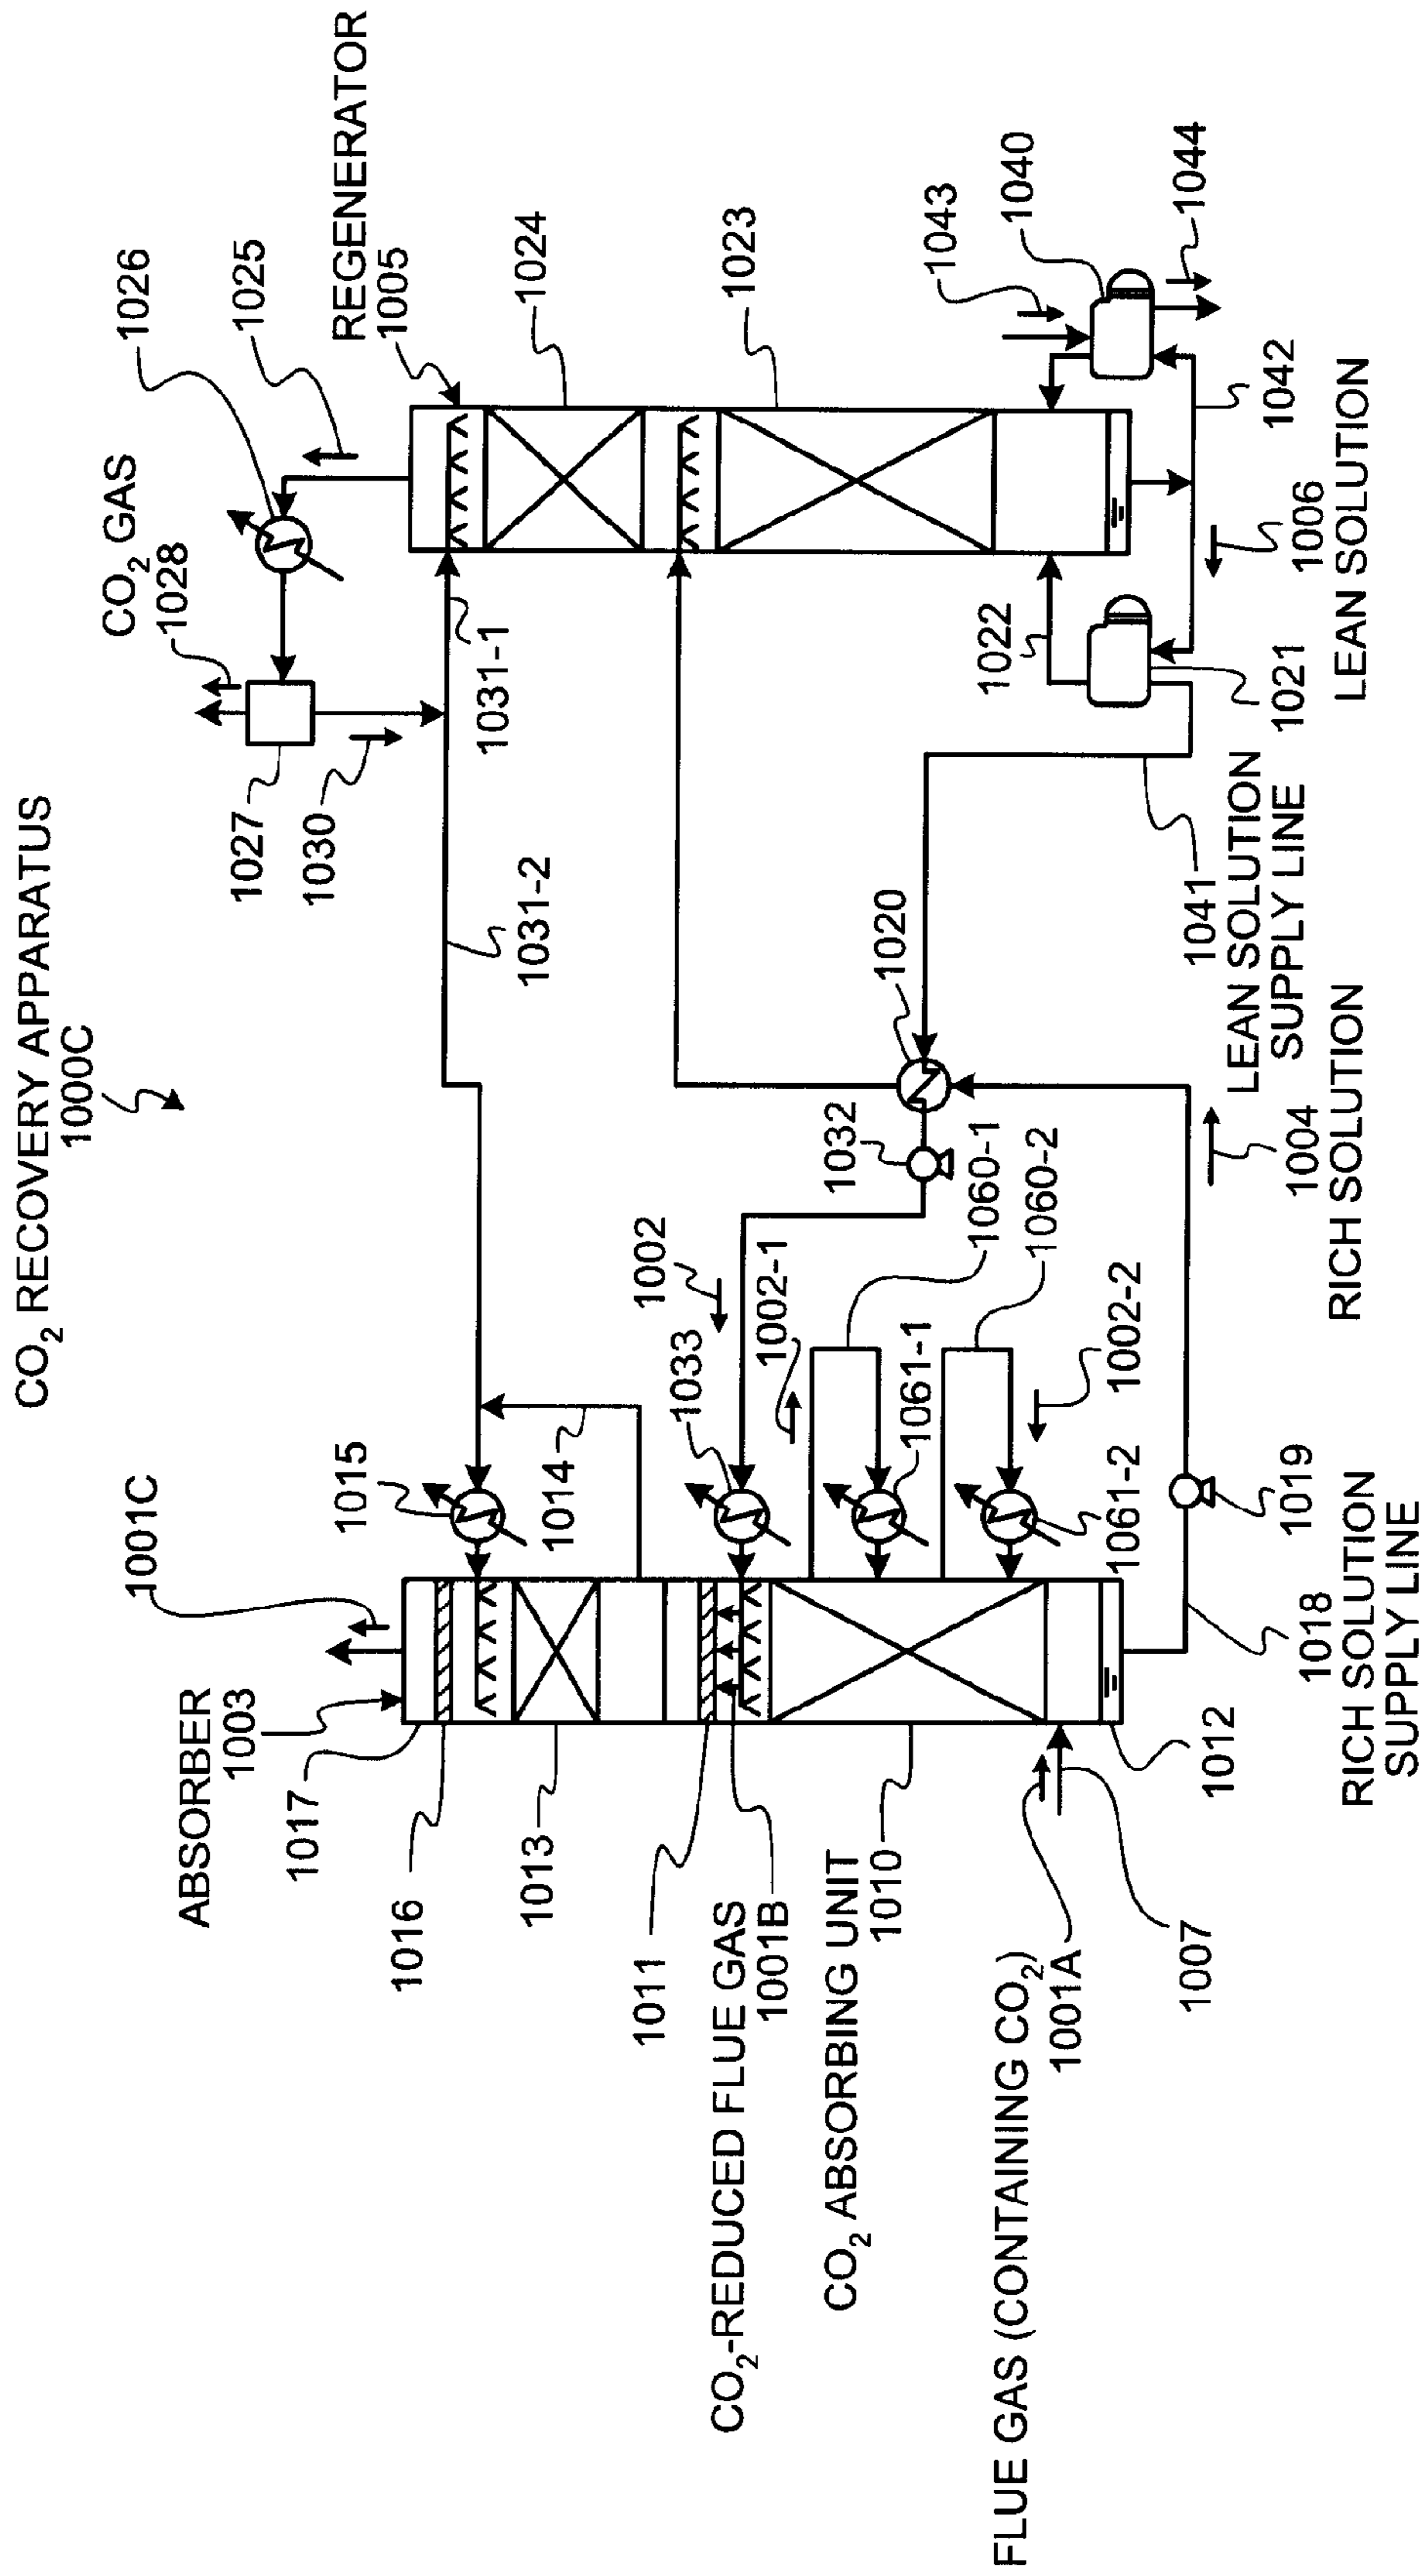 CO2 RECOVERY APPARATUS
1000C
CO2 GAS
1028
1026
1025
REGENERATOR
1005
1024
1023
1043
1040
1044
1027
1030
1031-1
1031-2
1022
1042
1006
LEAN SOLUTION
1021
1041
LEAN SOLUTION
SUPPLY LINE
1020
1032
1004
RICH SOLUTION
1060-1
1060-2
1002
1002-1
1002-2
1033
1061-1
1061-2
1015
1014
1001C
ABSORBER
1003
1017
1016
1013
1011
CO2-REDUCED FLUE GAS
1001B
CO2 ABSORBING UNIT
1010
FLUE GAS (CONTAINING CO2)
1001A
1007
1012
1019
1018
RICH SOLUTION
SUPPLY LINE